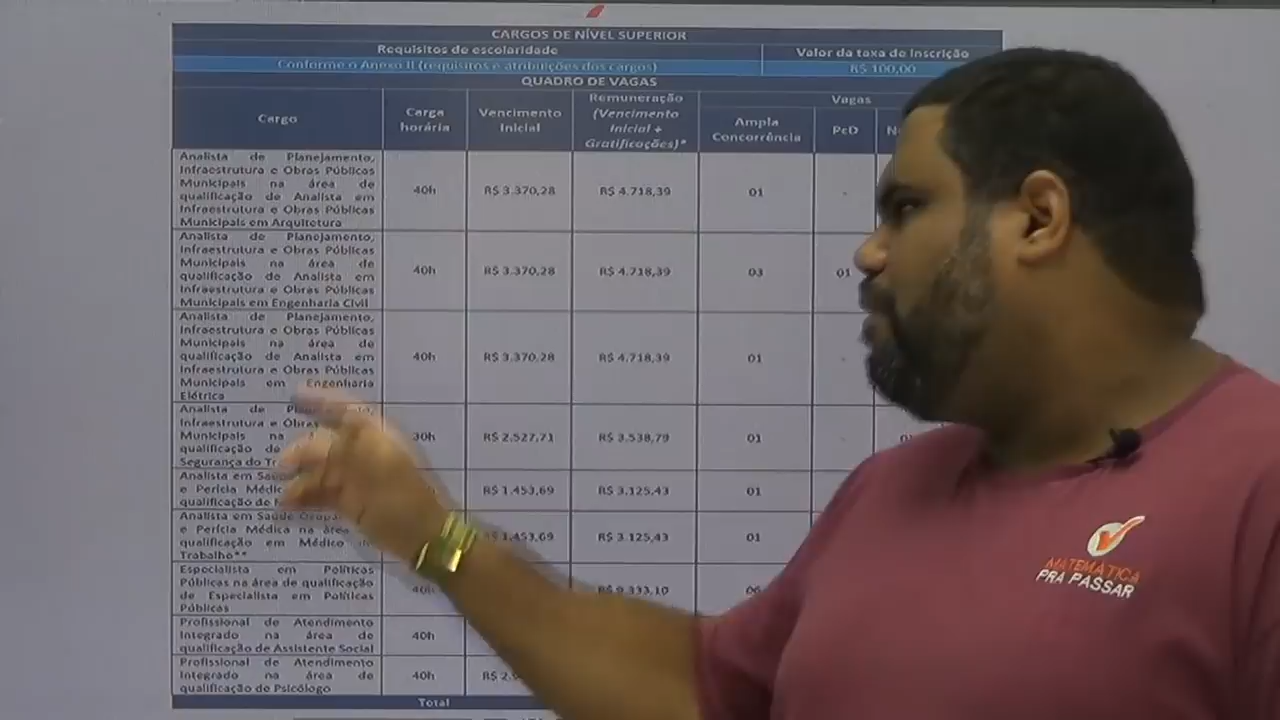 CARGOS DE NÍVEL SUPERIOR
Requisitos de escolaridade
Valor da taxa de inscrição
Conforme o Anexo II (requisitos e atribuições dos cargos)
R$ 100,00
QUADRO DE VAGAS
Cargo
Carga horária
Vencimento Inicial
Remuneração (Vencimento Inicial + Gratificações)*
Vagas
Ampla Concorrência
PcD
Analista de Planejamento,
Infraestrutura e Obras Públicas
Municipais na área de
qualificação de Analista em
Infraestrutura e Obras Públicas
Municipais em Arquitetura
40h
R$ 3.370,28
R$ 4.718,39
01
-
Analista de Planejamento,
Infraestrutura e Obras Públicas
Municipais na área de
qualificação de Analista em
Infraestrutura e Obras Públicas
Municipais em Engenharia Civil
40h
R$ 3.370,28
R$ 4.718,39
03
01
Analista de Planejamento,
Infraestrutura e Obras Públicas
Municipais na área de
qualificação de Analista em
Infraestrutura e Obras Públicas
Municipais em Engenharia
Elétrica
40h
R$ 3.370,28
R$ 4.718,39
01
-
Analista de
Infraestrutura e
Municipais na
qualificação de
Segurança do
30h
R$ 2.527,71
R$ 3.538,79
01
Analista em
e Perícia
qualificação de
R$ 1.453,69
R$ 3.125,43
01
Analista em Saúde
e Perícia Médica na área
qualificação em Médico
Trabalho**
R$ 1.453,69
R$ 3.125,43
01
Especialista em Políticas
Públicas na área de qualificação
de Especialista em Políticas
Públicas
40h
R$ 9.333,10
06
Profissional de Atendimento
Integrado na área de
qualificação de Assistente Social
40h
Profissional de Atendimento
Integrado na área de
qualificação de Psicólogo
40h
Total
MATEMÁTICA
PRA PASSAR